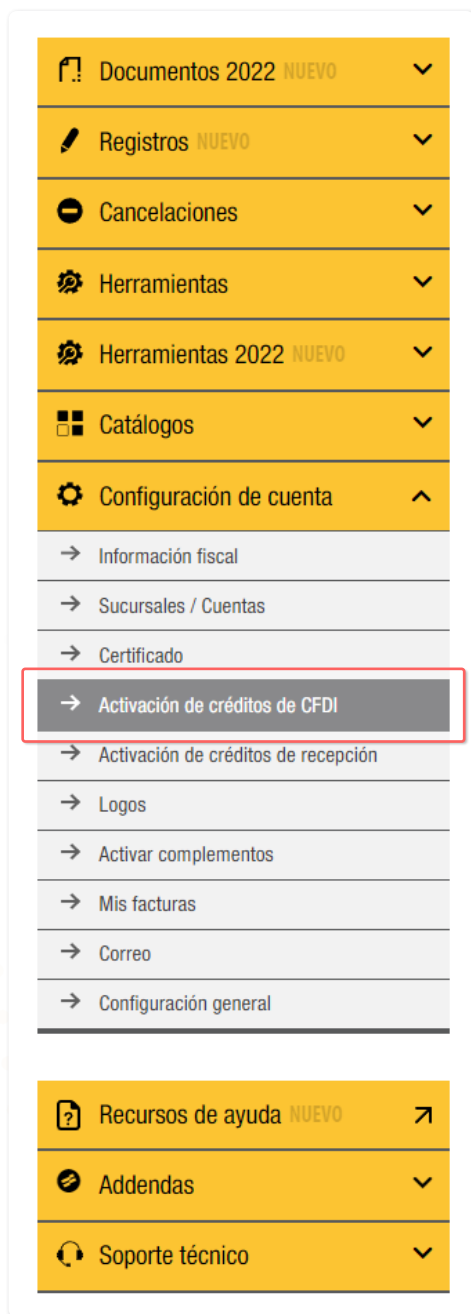 Documentos 2022 NUEVO
Registros NUEVO
Cancelaciones
Herramientas
Herramientas 2022 NUEVO
Catálogos
Configuración de cuenta
Información fiscal
Sucursales / Cuentas
Certificado
Activación de créditos de CFDI
Activación de créditos de recepción
Logos
Activar complementos
Mis facturas
Correo
Configuración general
Recursos de ayuda NUEVO
Addendas
Soporte técnico